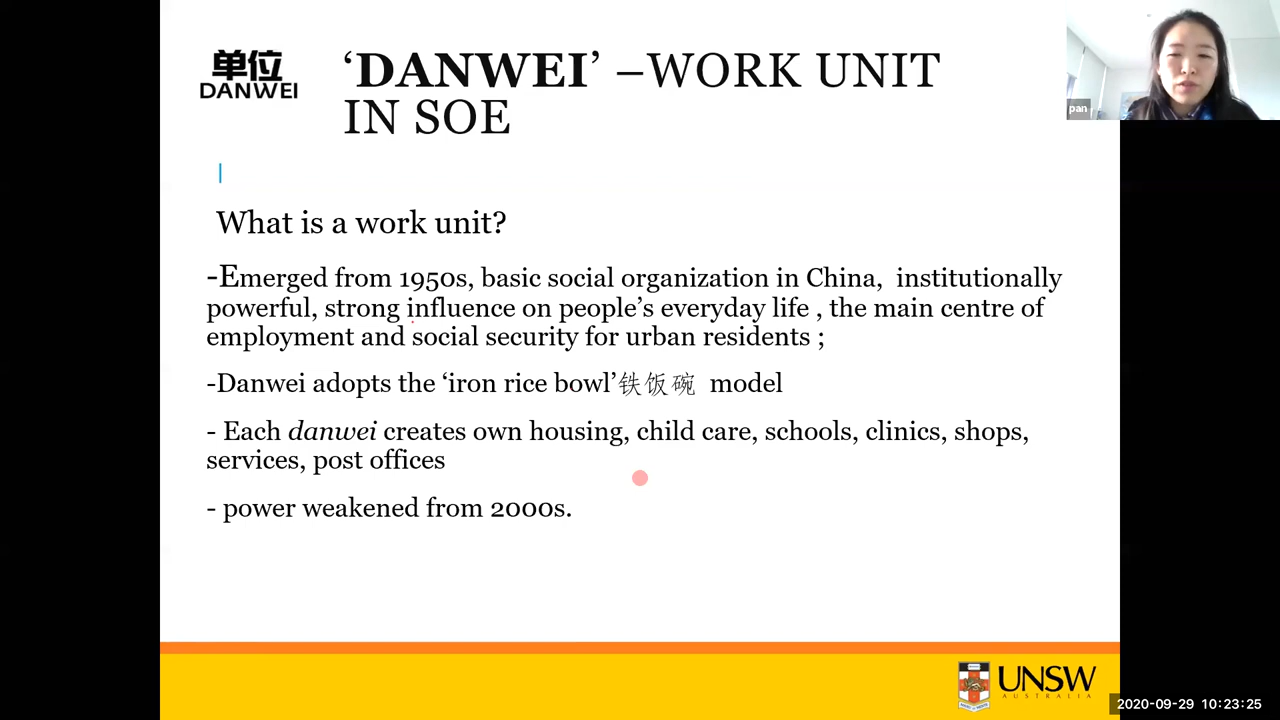 单位
DANWEI
‘DANWEI’ –WORK UNIT
IN SOE
pan
What is a work unit?
-Emerged from 1950s, basic social organization in China,  institutionally
powerful, strong influence on people’s everyday life , the main centre of
employment and social security for urban residents ;
-Danwei adopts the ‘iron rice bowl’铁饭碗  model
- Each danwei creates own housing, child care, schools, clinics, shops,
services, post offices
- power weakened from 2000s.
UNSW
AUSTRALIA
2020-09-29 10:23:25